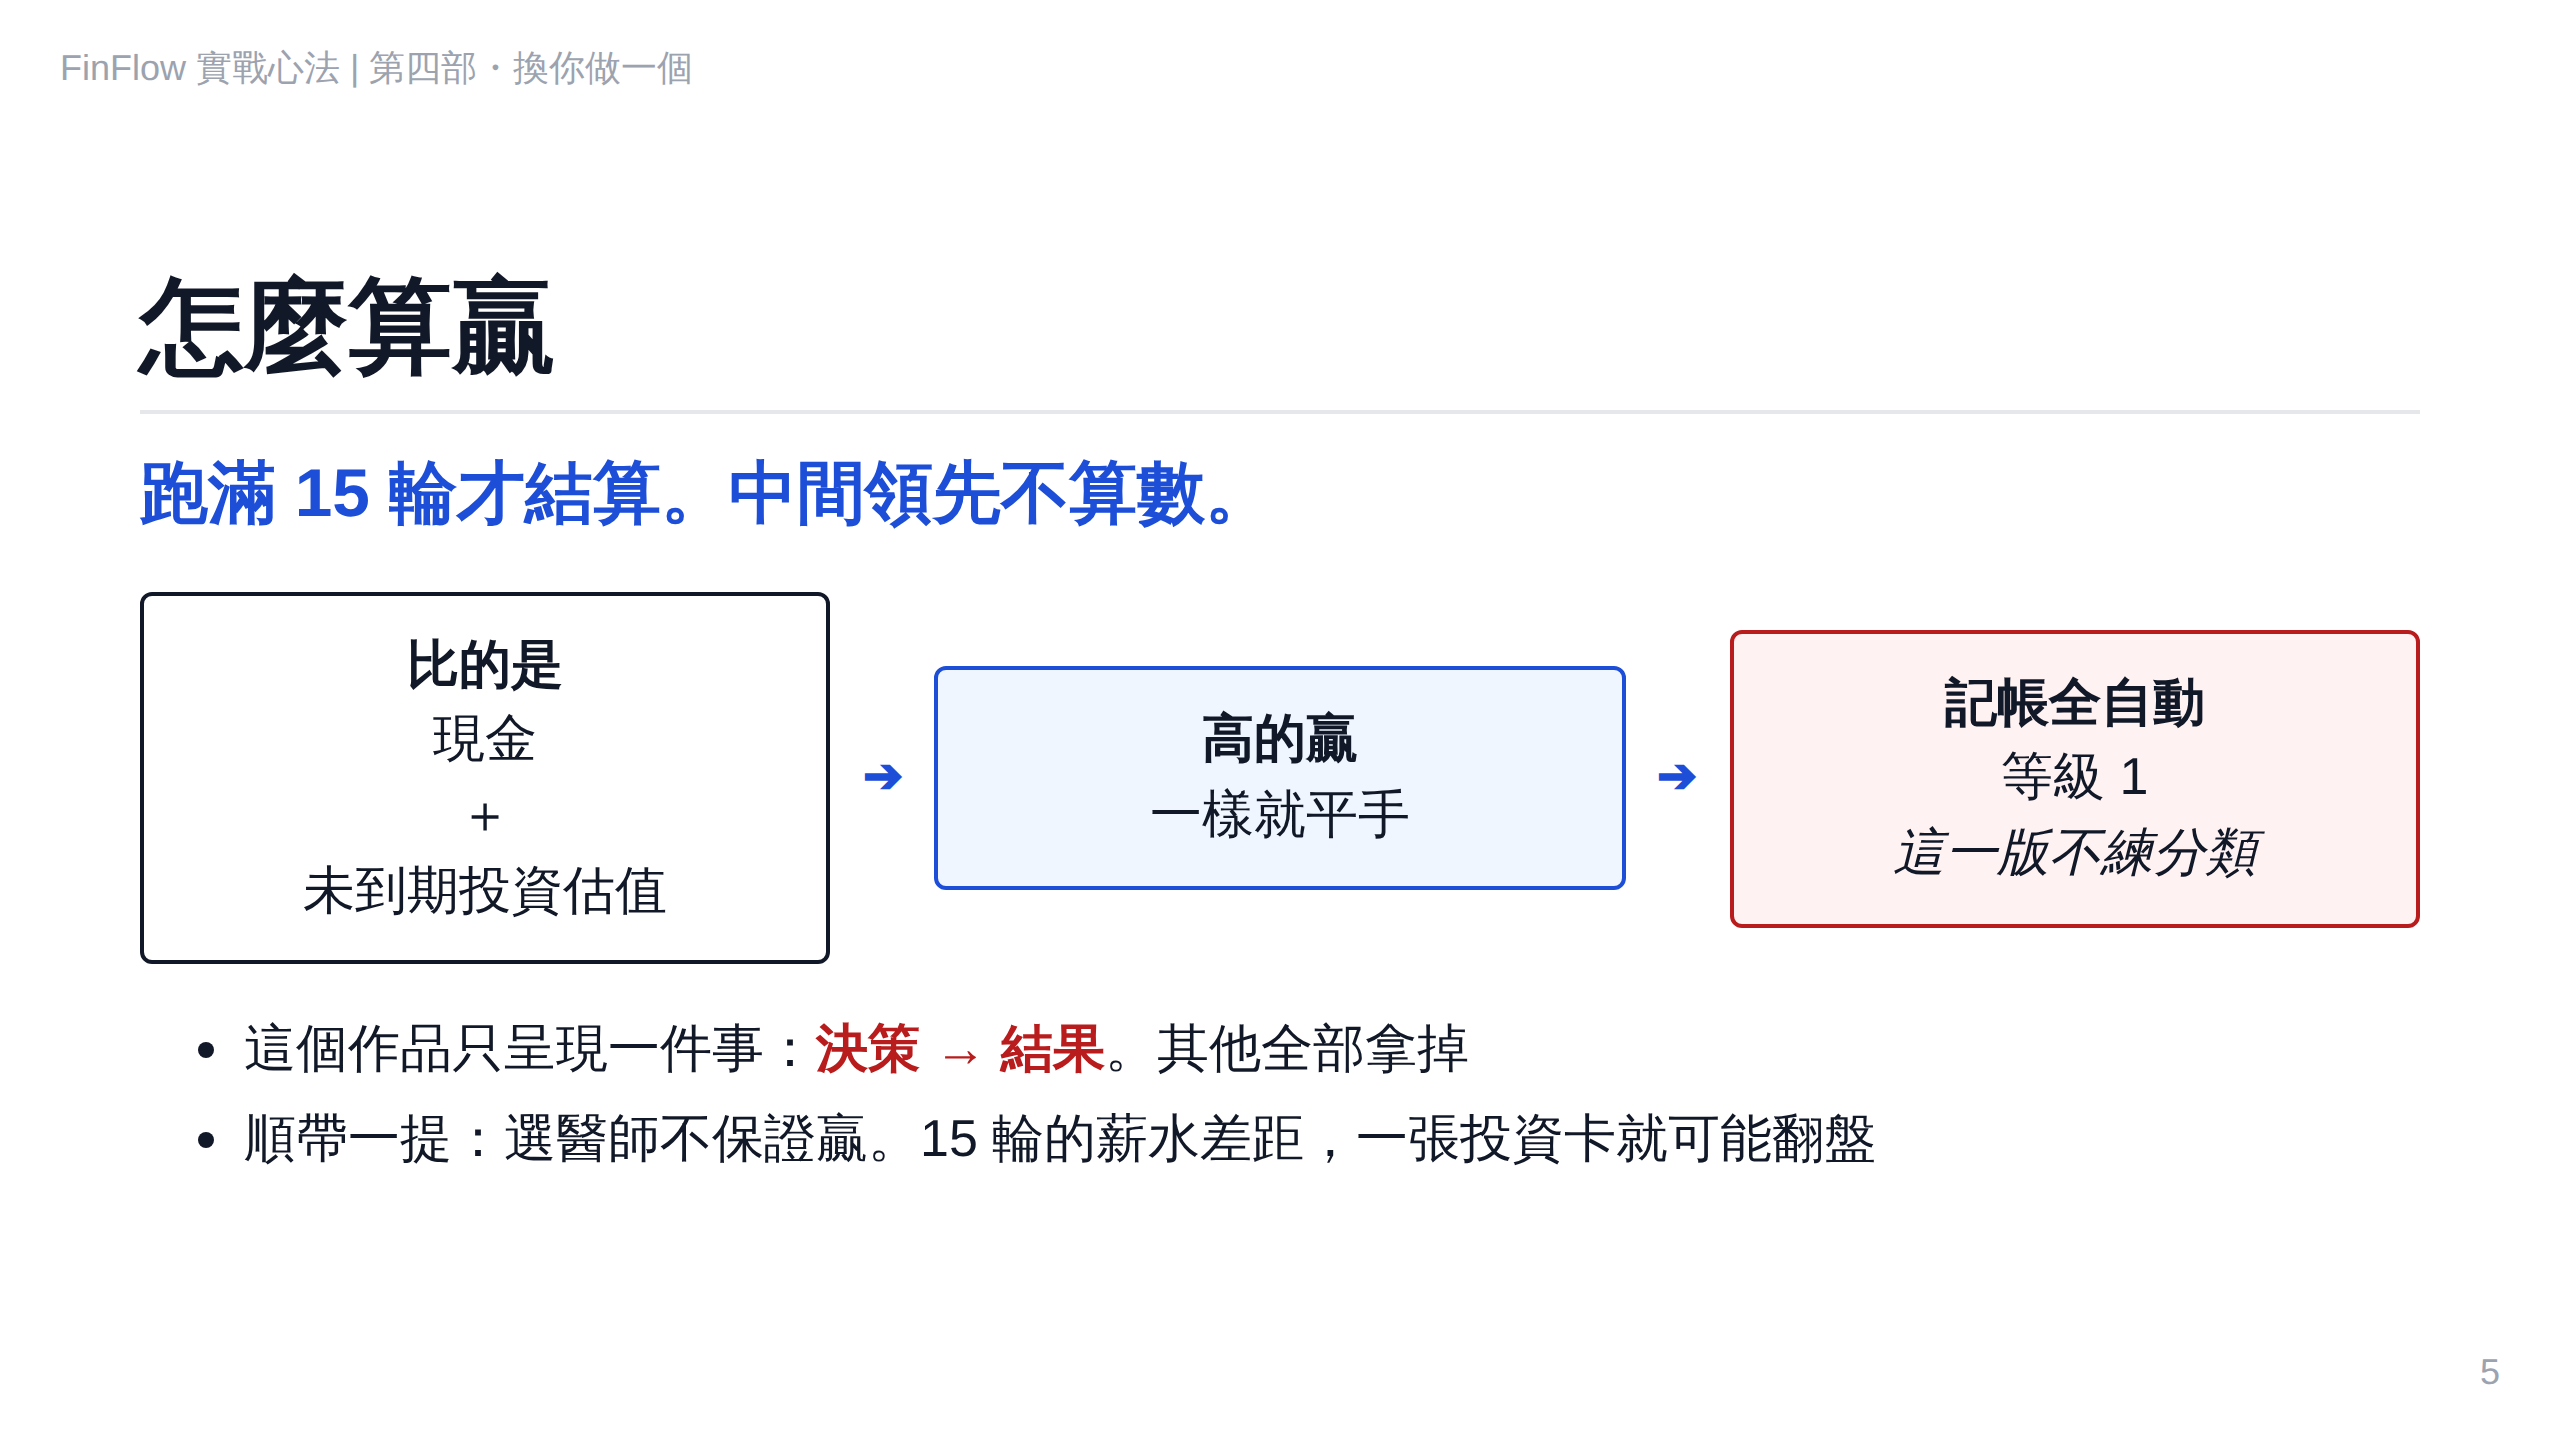 FinFlow 實戰心法 | 第四部・換你做一個
怎麼算贏
跑滿 15 輪才結算。中間領先不算數。
比的是
現金
＋
未到期投資估值
➔
高的贏
一樣就平手
➔
記帳全自動
等級 1
這一版不練分類
• 這個作品只呈現一件事：決策 → 結果。其他全部拿掉
• 順帶一提：選醫師不保證贏。15 輪的薪水差距，一張投資卡就可能翻盤
5